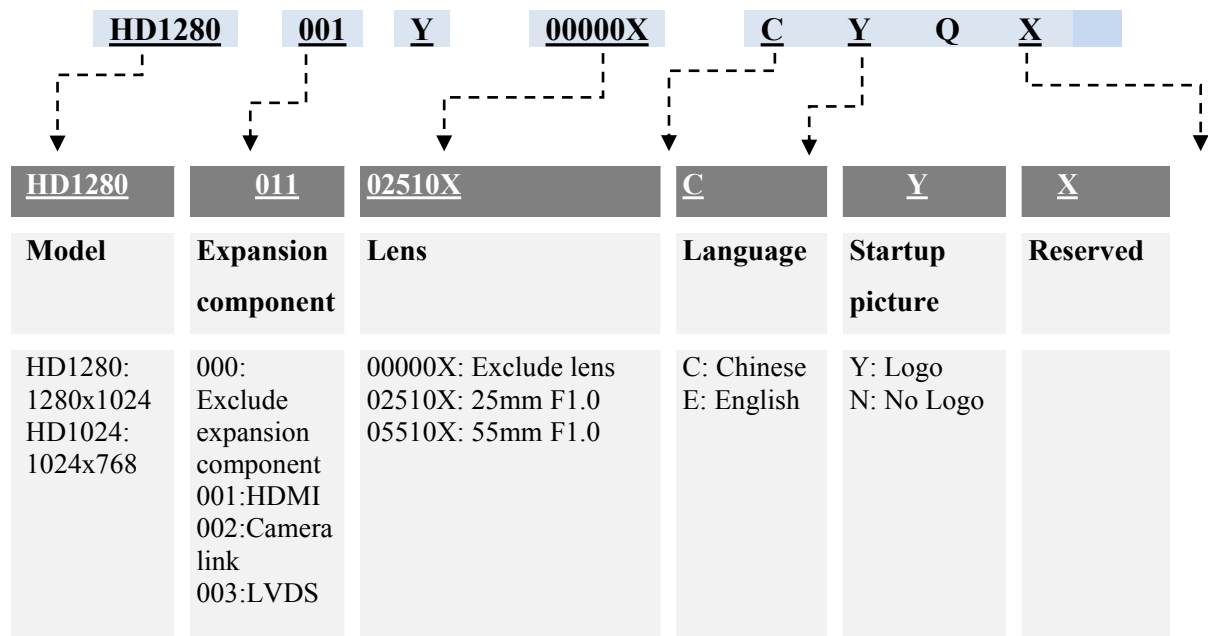 HD1280 001 Y 00000X C Y Q X
HD1280 011 02510X C Y X
Model
Expansion
component
Lens
Language
Startup
picture
Reserved
HD1280:
1280x1024
HD1024:
1024x768
000:
Exclude
expansion
component
001:HDMI
002:Camera
link
003:LVDS
00000X: Exclude lens
02510X: 25mm F1.0
05510X: 55mm F1.0
C: Chinese
E: English
Y: Logo
N: No Logo